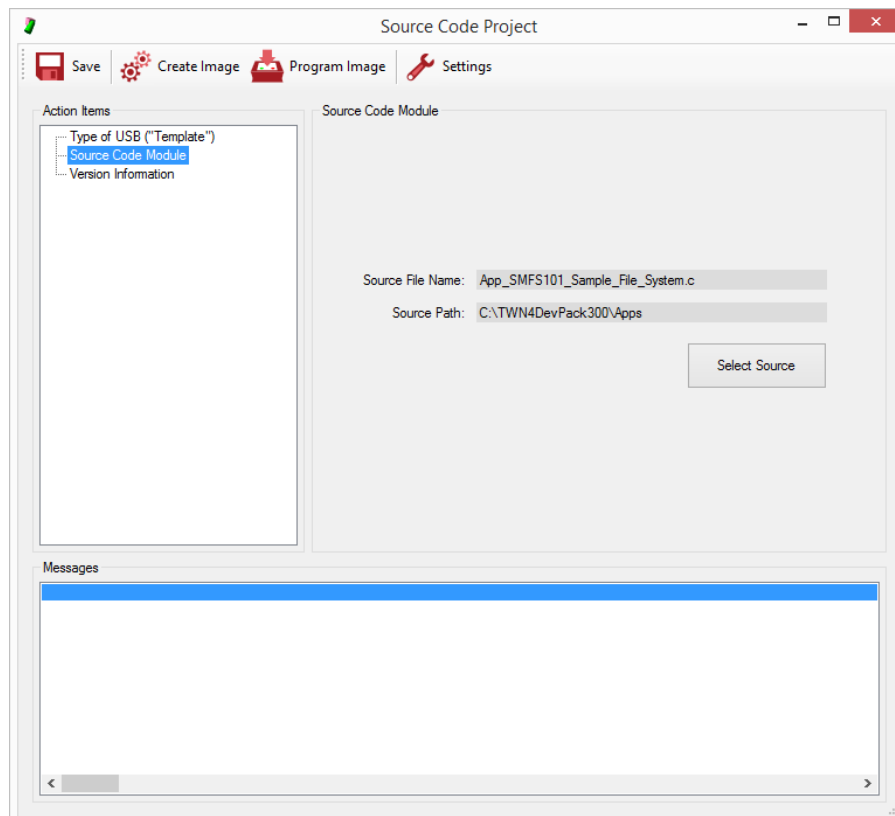 Source Code Project
Save Create Image Program Image Settings
Action Items
Type of USB ("Template")
Source Code Module
Version Information
Source Code Module
Source File Name: App_SMFS101_Sample_File_System.c
Source Path: C:\TWN4DevPack300\Apps
Select Source
Messages